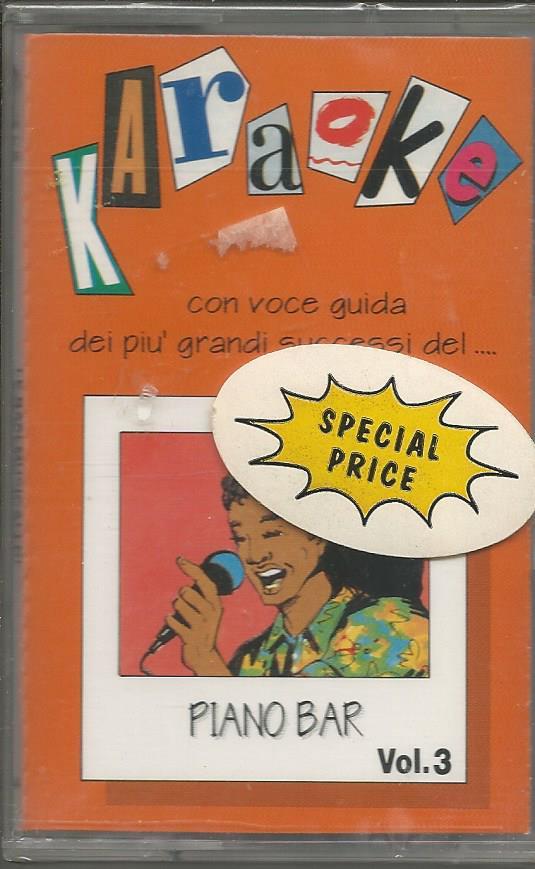 KAraoke
con voce guida
dei piu' grandi successi del ....
SPECIAL
PRICE
PIANO BAR
Vol.3